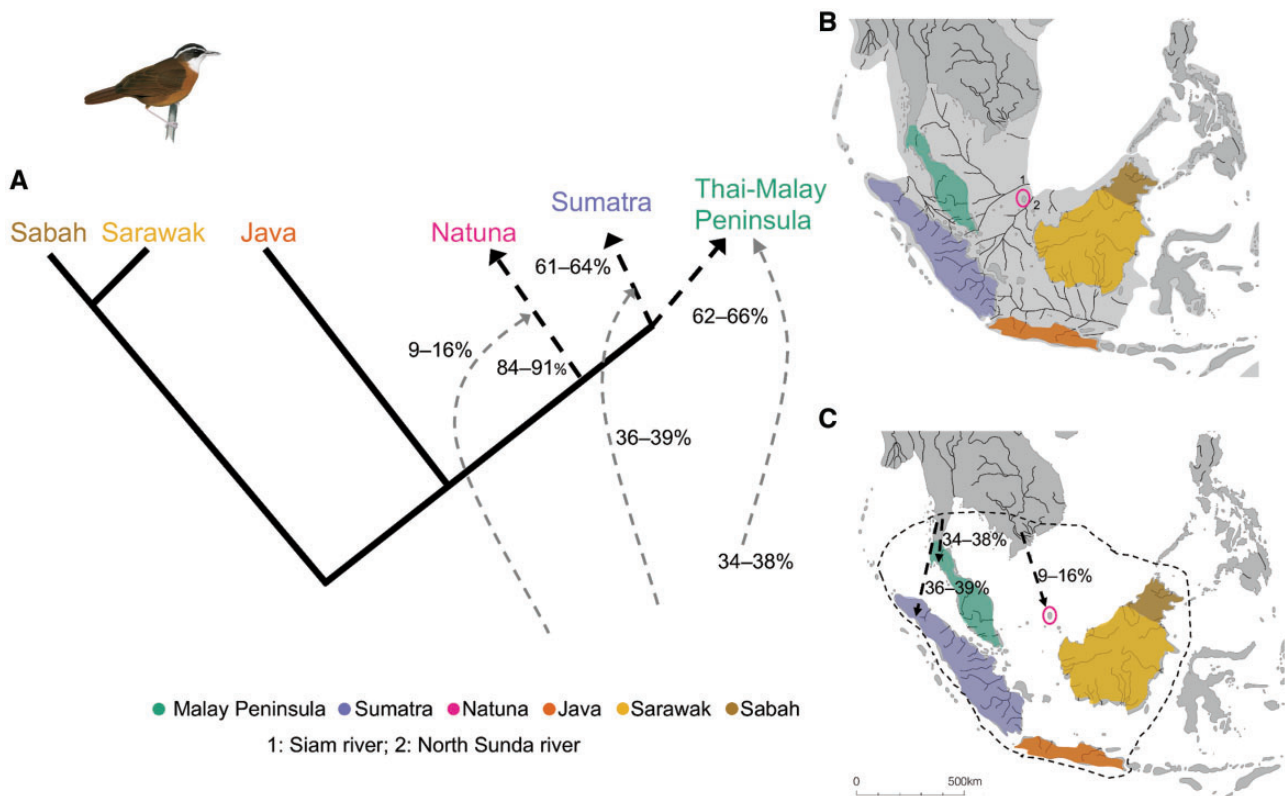 A
Sabah
Sarawak
Java
Natuna
Sumatra
Thai-Malay
Peninsula
61–64%
62–66%
9–16%
84–91%
36–39%
34–38%
B
1
2
C
34–38%
36–39%
9–16%
0
500km
Malay Peninsula Sumatra Natuna Java Sarawak Sabah
1: Siam river; 2: North Sunda river